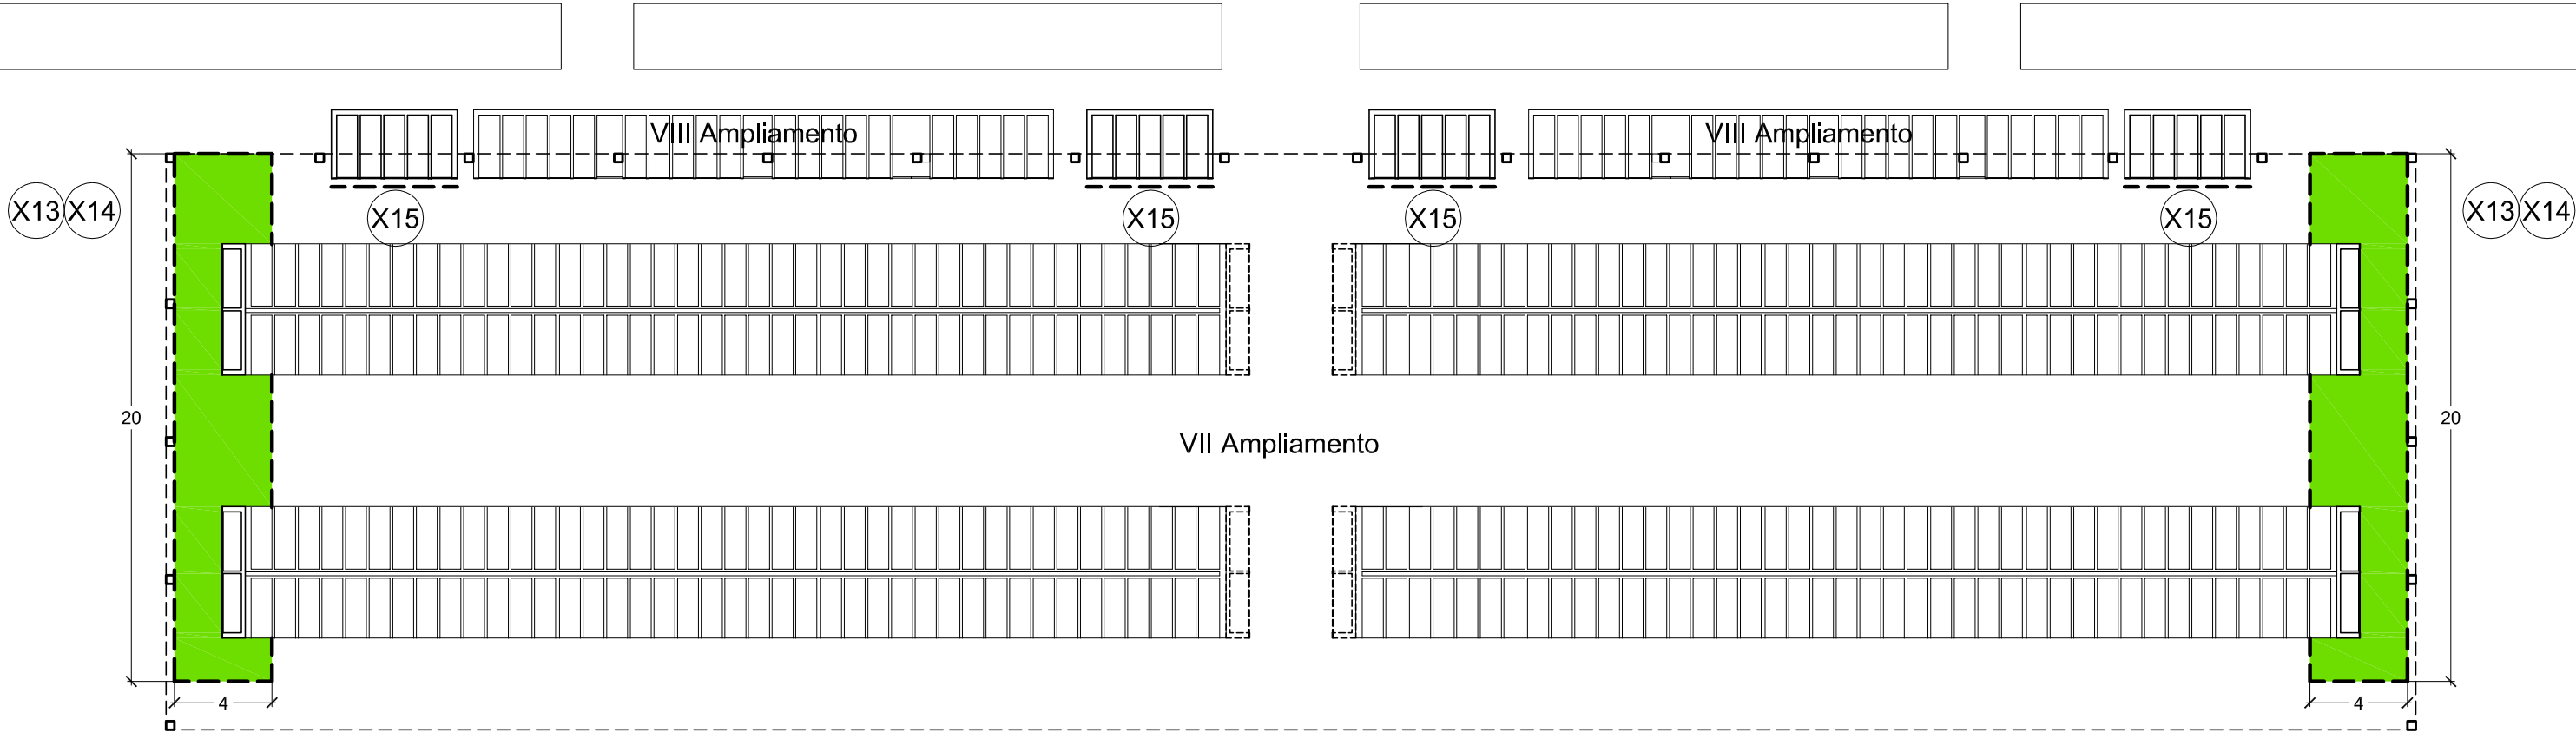 VIII Ampliamento
VIII Ampliamento
X13 X14
X15
X15
X15
X15
X13 X14
20
20
VII Ampliamento
4
4